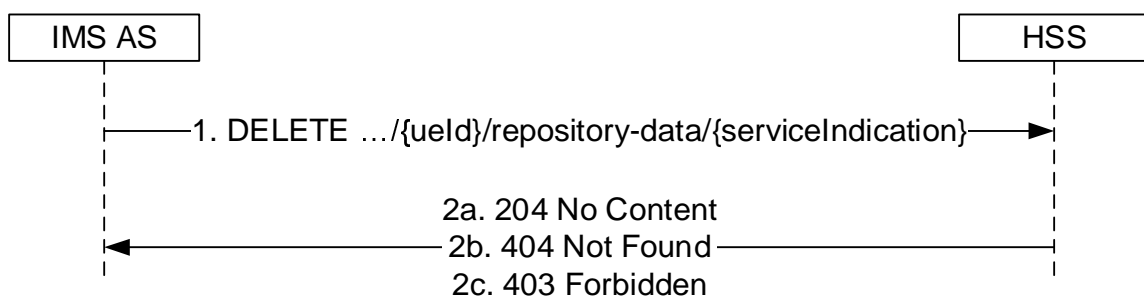 IMS AS
HSS
1. DELETE …/{ueId}/repository-data/{serviceIndication}
2a. 204 No Content
2b. 404 Not Found
2c. 403 Forbidden